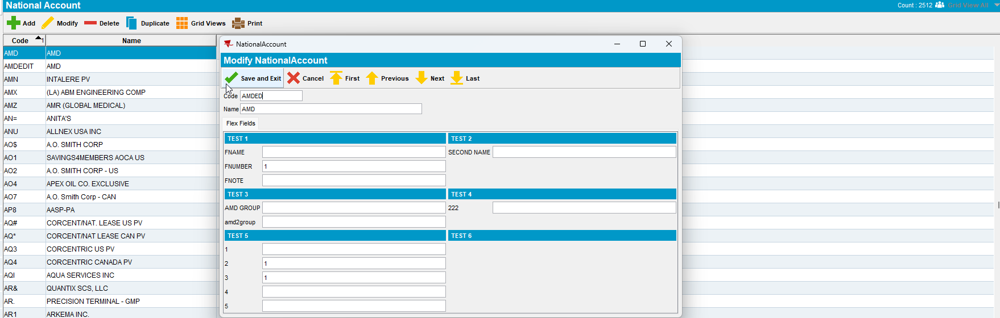 National Account
Count : 2512 Grid View All
Add Modify Delete Duplicate Grid Views Print
Code 1 Name
AMD AMD
AMDEDIT AMD
AMN INTALERE PV
AMX (LA) ABM ENGINEERING COMP
AMZ AMR (GLOBAL MEDICAL)
AN= ANITA'S
ANU ALLNEX USA INC
AO$ A.O. SMITH CORP
AO1 SAVINGS4MEMBERS AOCA US
AO2 A.O. SMITH CORP - US
AO4 APEX OIL CO. EXCLUSIVE
AO7 A.O. Smith Corp - CAN
AP8 AASP-PA
AQ# CORCENT/NAT. LEASE US PV
AQ* CORCENT/NAT LEASE CAN PV
AQ3 CORCENTRIC US PV
AQ4 CORCENTRIC CANADA PV
AQI AQUA SERVICES INC
AR& QUANTIX SCS, LLC
AR. PRECISION TERMINAL - GMP
AR1 ARKEMA INC.
NationalAccount
Modify NationalAccount
Save and Exit Cancel First Previous Next Last
Code AMDED
Name AMD
Flex Fields
TEST 1 TEST 2
FNAME SECOND NAME
FNUMBER 1
FNOTE
TEST 3 TEST 4
AMD GROUP 222
amd2group
TEST 5 TEST 6
1
2 1
3 1
4
5